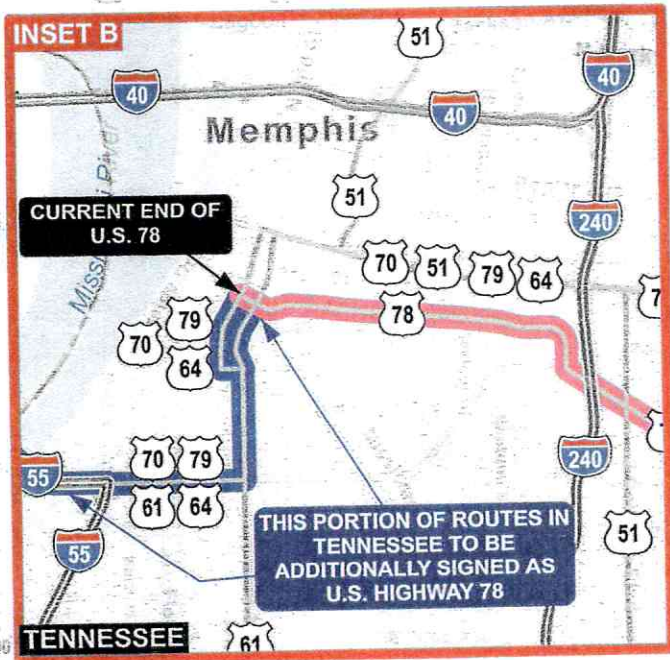 INSET B
51
40
40
40
Memphis
51
240
CURRENT END OF
U.S. 78
70 51 79 64
79
70
64
78
Mississi
River
55
70 79
61 64
55
240
51
THIS PORTION OF ROUTES IN
TENNESSEE TO BE
ADDITIONALLY SIGNED AS
U.S. HIGHWAY 78
TENNESSEE
61